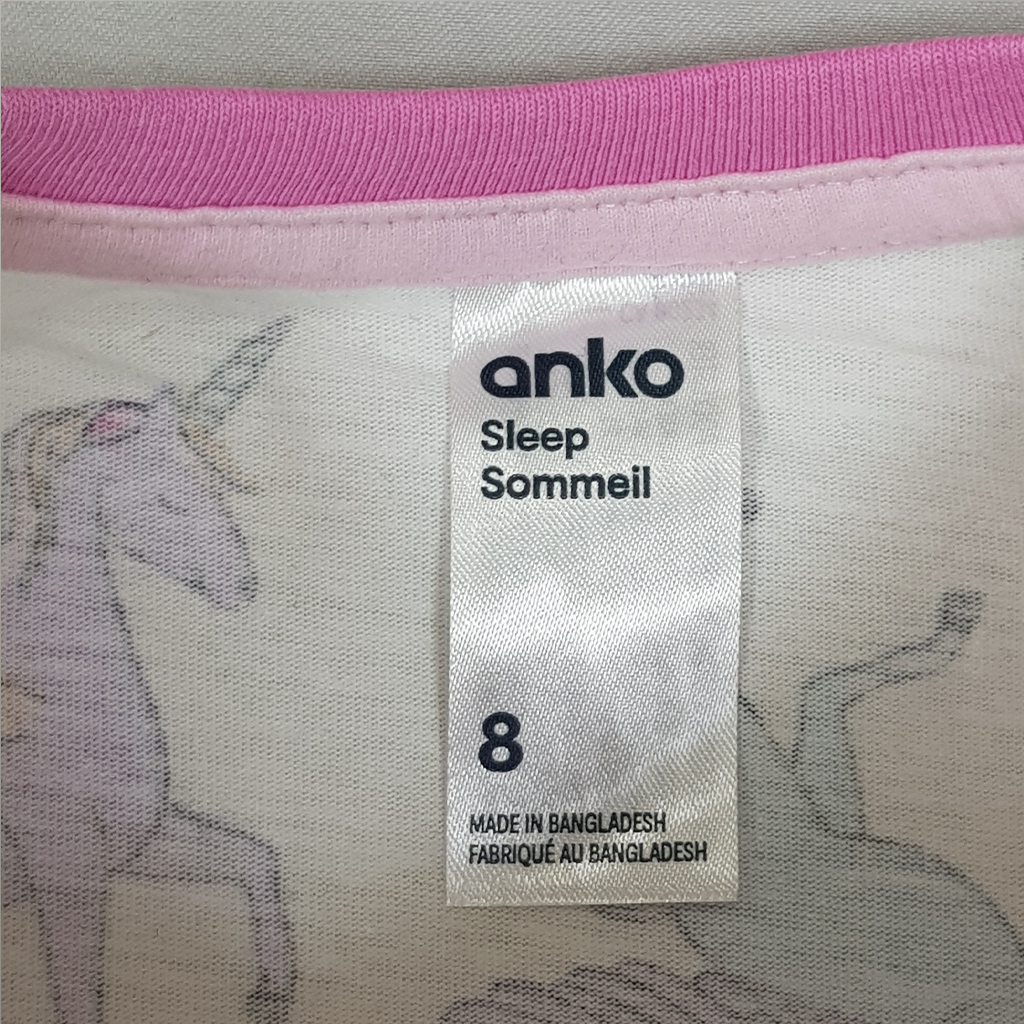 anko
Sleep
Sommeil
8
MADE IN BANGLADESH
FABRIQUÉ AU BANGLADESH